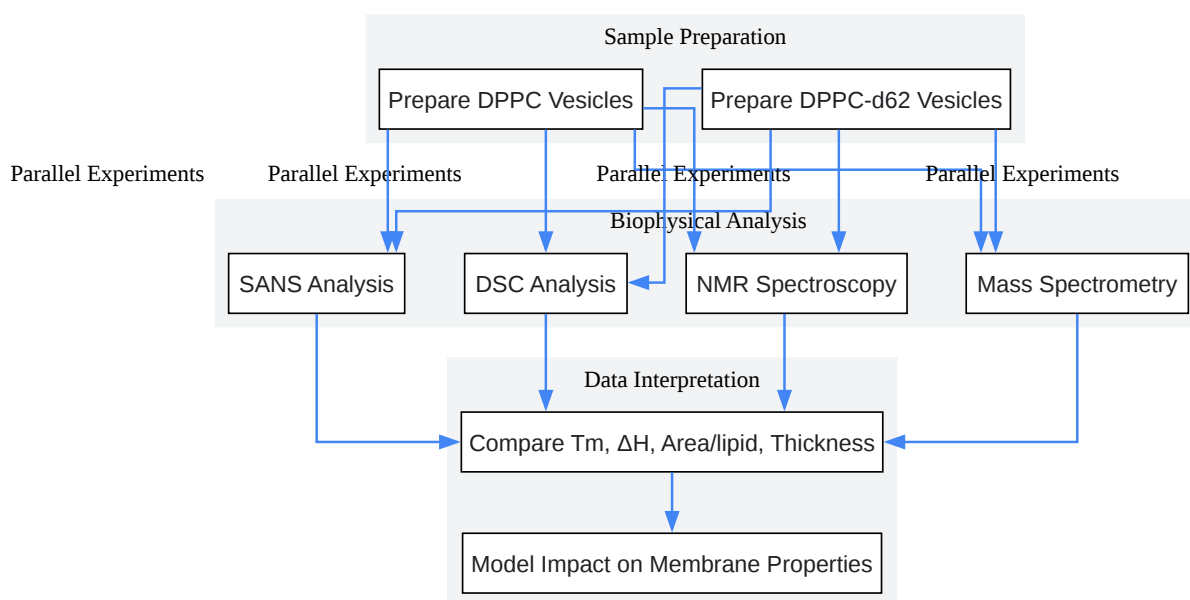 Sample Preparation
Prepare DPPC Vesicles
Prepare DPPC-d62 Vesicles
Parallel Experiments
Parallel Experiments
Parallel Experiments
Parallel Experiments
Biophysical Analysis
SANS Analysis
DSC Analysis
NMR Spectroscopy
Mass Spectrometry
Data Interpretation
Compare Tm, ΔH, Area/lipid, Thickness
Model Impact on Membrane Properties